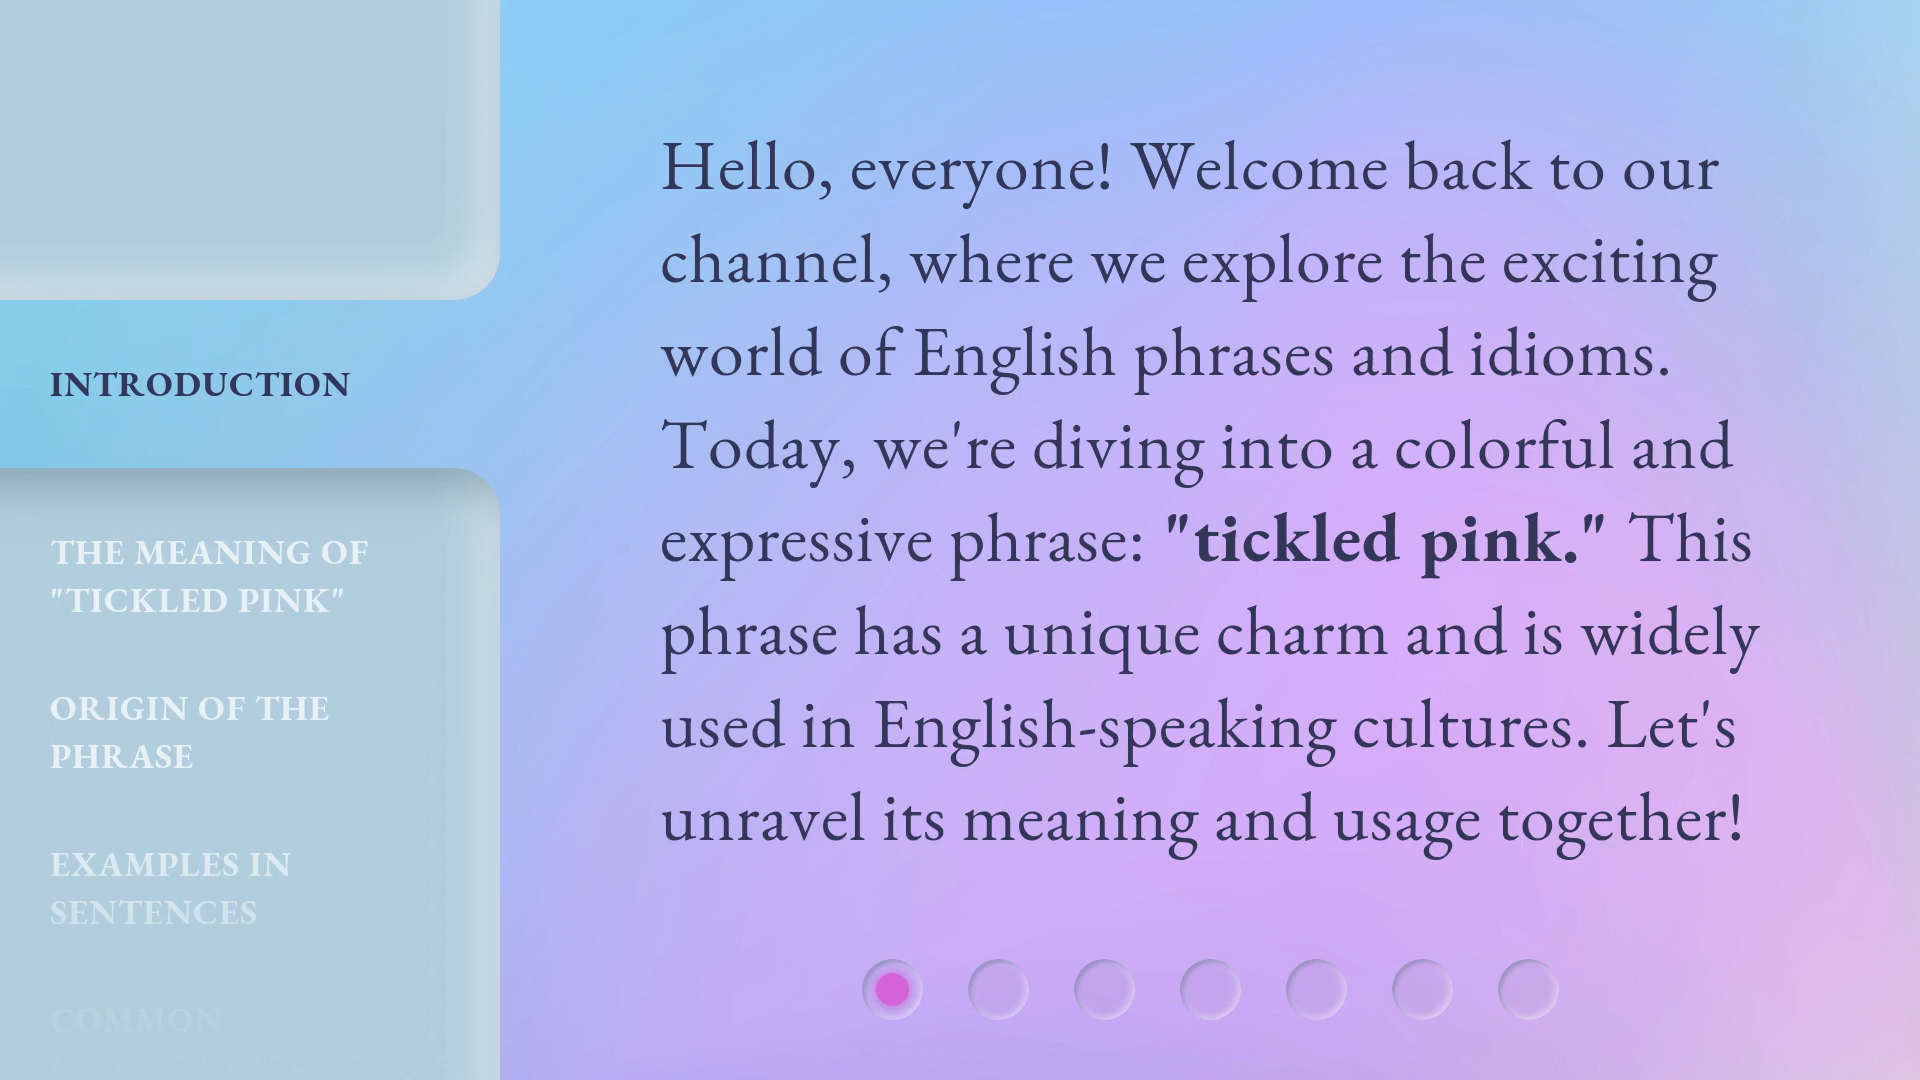 INTRODUCTION
THE MEANING OF
"TICKLED PINK"
ORIGIN OF THE
PHRASE
EXAMPLES IN
SENTENCES
COMMON
Hello, everyone! Welcome back to our
channel, where we explore the exciting
world of English phrases and idioms.
Today, we're diving into a colorful and
expressive phrase: "tickled pink." This
phrase has a unique charm and is widely
used in English-speaking cultures. Let's
unravel its meaning and usage together!